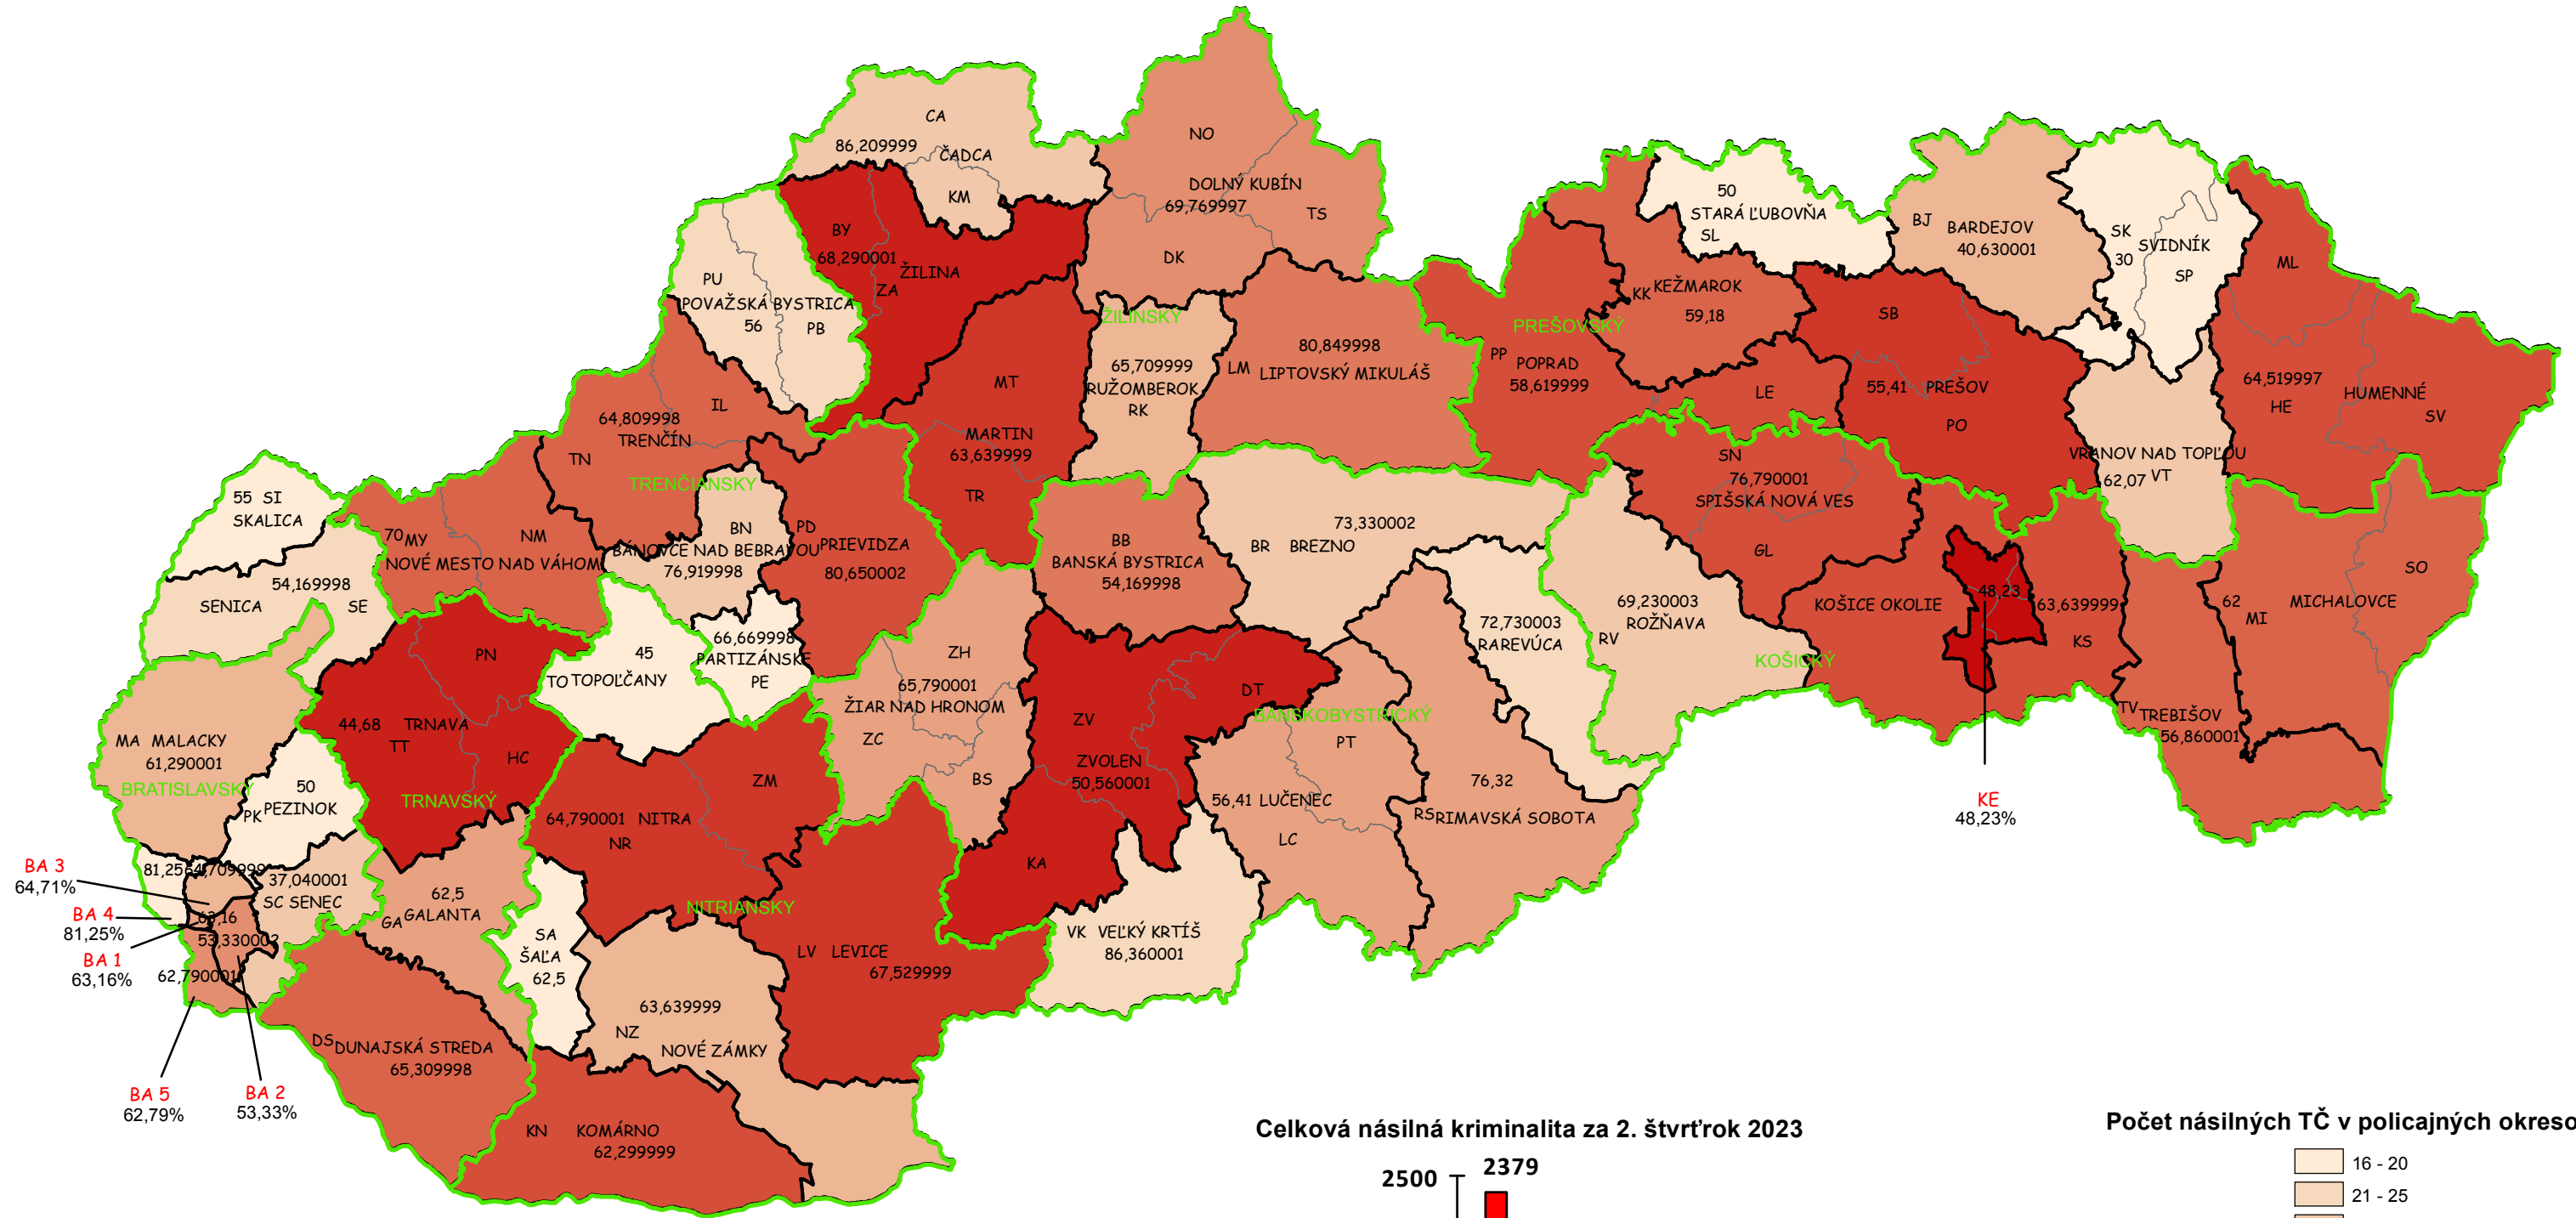 CA
86,209999
ČADCA
KM
NO
DOLNÝ KUBÍN
69,769997
TS
DK
BY
68,290001
ŽILINA
ZA
PU
POVAŽSKÁ BYSTRICA
56
PB
50
STARÁ ĽUBOVŇA
SL
BJ
BARDEJOV
40,630001
SK
SVIDNÍK
30
SP
ML
KK
KEŽMAROK
59,18
PREŠOVSKÝ
PP
POPRAD
58,619999
SB
55,41
PREŠOV
PO
LE
64,519997
HE
HUMENNÉ
SV
ŽILINSKÝ
65,709999
RUŽOMBEROK
RK
80,849998
LM
LIPTOVSKÝ MIKULÁŠ
MT
MARTIN
63,639999
TR
IL
64,809998
TRENČÍN
TN
TRENČIANSKY
VRANOV NAD TOPĽOU
62,07
VT
SN
76,790001
SPIŠSKÁ NOVÁ VES
GL
55
SI
SKALICA
70
MY
NM
NOVÉ MESTO NAD VÁHOM
BN
BÁNOVCE NAD BEBRAVOU
76,919998
PD
PRIEVIDZA
80,650002
BB
BANSKÁ BYSTRICA
54,169998
73,330002
BR
BREZNO
54,169998
SENICA
SE
66,669998
PARTIZÁNSKE
PE
45
TO
TOPOĽČANY
72,730003
RAREVÚCA
69,230003
ROŽŇAVA
RV
KOŠICKÝ
KOŠICE OKOLIE
48,23
63,639999
KS
62
MI
MICHALOVCE
SO
TV
TREBIŠOV
56,860001
KE
48,23%
PN
44,68
TRNAVA
TT
HC
TRNAVSKÝ
ZH
65,790001
ŽIAR NAD HRONOM
ZC
BS
ZV
DT
BANSKOBYSTRICKÝ
ZVOLEN
50,560001
KA
PT
56,41
LUČENEC
LC
76,32
RS
RIMAVSKÁ SOBOTA
MA
MALACKY
61,290001
BRATISLAVSKÝ
50
PK
PEZINOK
ZM
64,790001
NITRA
NR
NITRIANSKY
81,25
37,040001
SC
SENEC
62,5
GA
GALANTA
63,16
53,330002
62,790001
BA 3
64,71%
BA 4
81,25%
BA 1
63,16%
BA 5
62,79%
BA 2
53,33%
SA
ŠAĽA
62,5
LV
LEVICE
67,529999
VK
VEĽKÝ KRTÍŠ
86,360001
63,639999
NZ
NOVÉ ZÁMKY
DS
DUNAJSKÁ STREDA
65,309998
KN
KOMÁRNO
62,299999
Celková násilná kriminalita za 2. štvrťrok 2023
2500
2379
Počet násilných TČ v policajných okreso
16 - 20
21 - 25